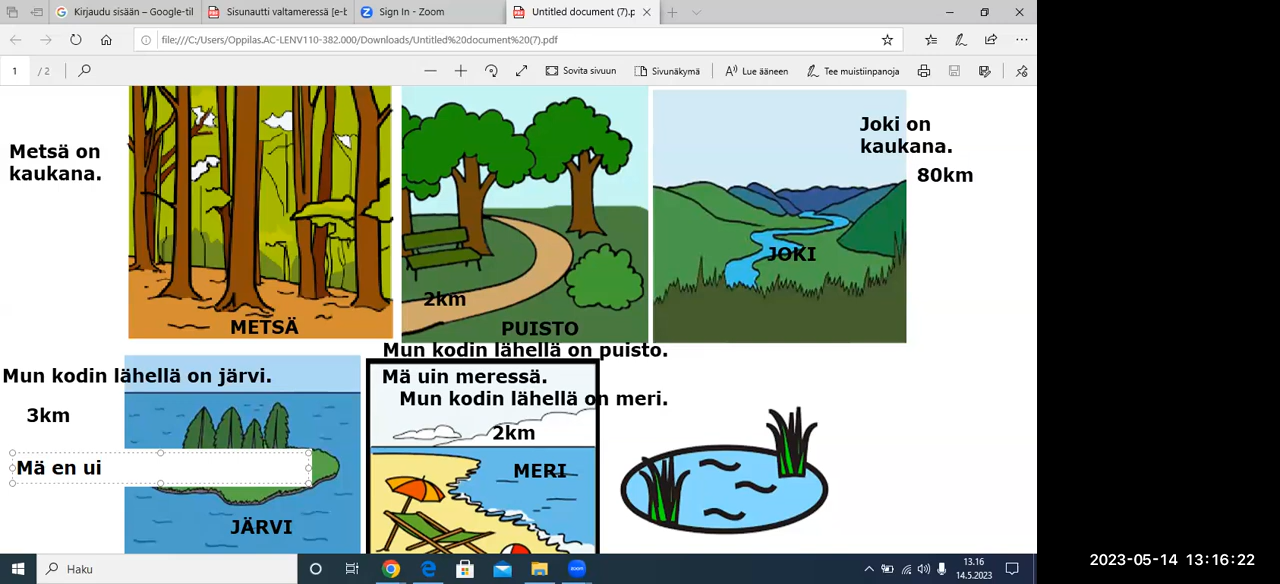 Kirjaudu sisään – Google-til
Sisunautti valtameressä [e-b
Sign In - Zoom
Untitled document (7).p
file:///C:/Users/Oppilas.AC-LENV110-382.000/Downloads/Untitled%20document%20(7).pdf
1 / 2
Sovita sivuun
Sivunäkymä
Lue ääneen
Tee muistiinpanoja
Metsä on
kaukana.
METSÄ
2km
PUISTO
Joki on
kaukana.
80km
JOKI
Mun kodin lähellä on puisto.
Mun kodin lähellä on järvi.
3km
Mä en ui
JÄRVI
Mä uin meressä.
Mun kodin lähellä on meri.
2km
MERI
Haku
zoom
13.16
14.5.2023
2023-05-14 13:16:22